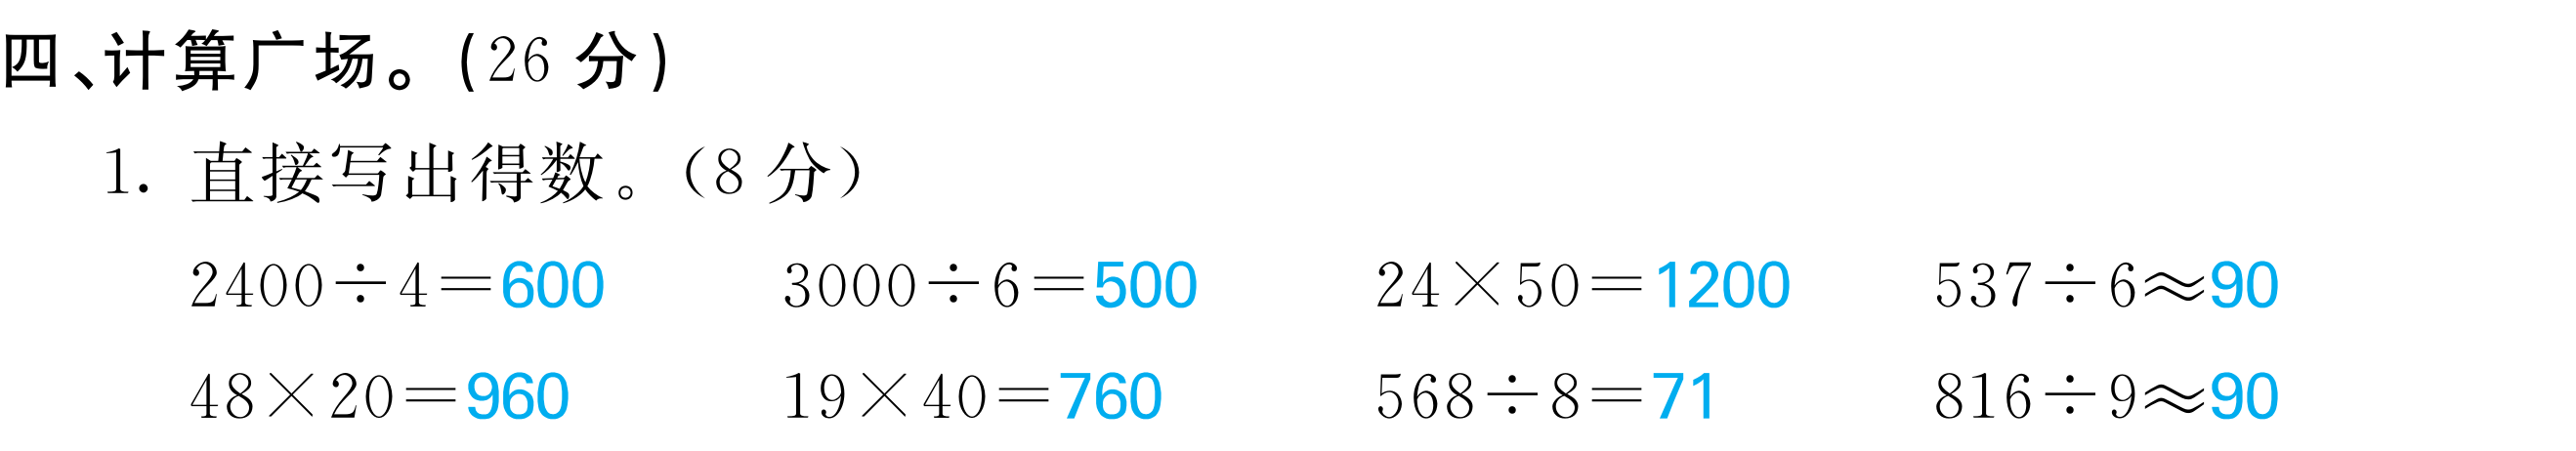 四、计算广场。(26 分)
1. 直接写出得数。(8 分)
2400÷4=600 3000÷6=500 24×50=1200 537÷6≈90
48×20=960 19×40=760 568÷8=71 816÷9≈90